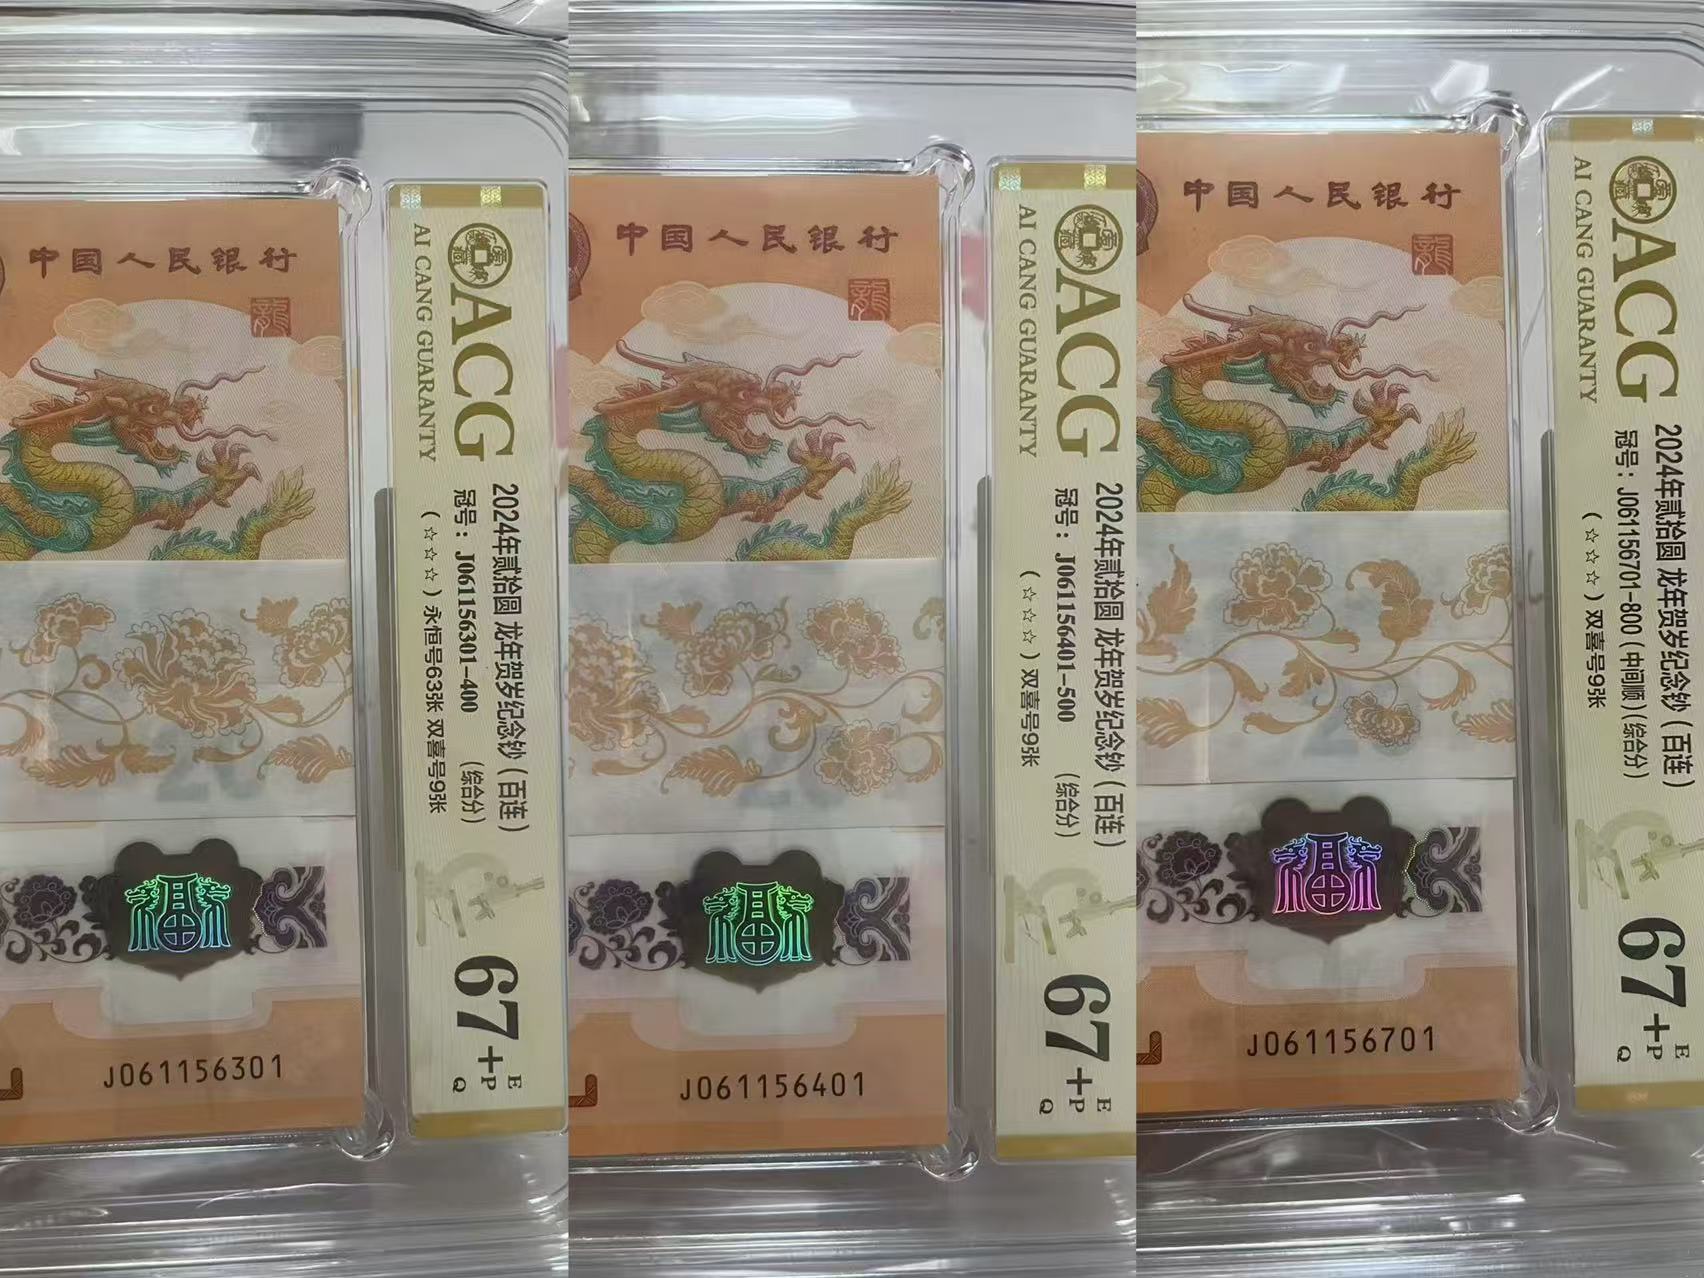 中国人民银行
龍
J061156301
爱藏
ACG
AI CANG GUARANTY
2024年贰拾圆 龙年贺岁纪念钞（百连）
冠号：J061156301-400 （综合分）
（☆☆☆）永恒号63张 双喜号9张
67+
E
P
Q
中国人民银行
龍
J061156401
ACG
AI CANG GUARANTY
2024年贰拾圆 龙年贺岁纪念钞（百连）
冠号：J061156401-500 （综合分）
（☆☆☆）双喜号9张
67+
E
P
Q
中国人民银行
龍
J061156701
ACG
AI CANG GUARANTY
2024年贰拾圆 龙年贺岁纪念钞（百连）
冠号：J061156701-800（中间顺）（综合分）
（☆☆☆）双喜号9张
67+
E
P
Q